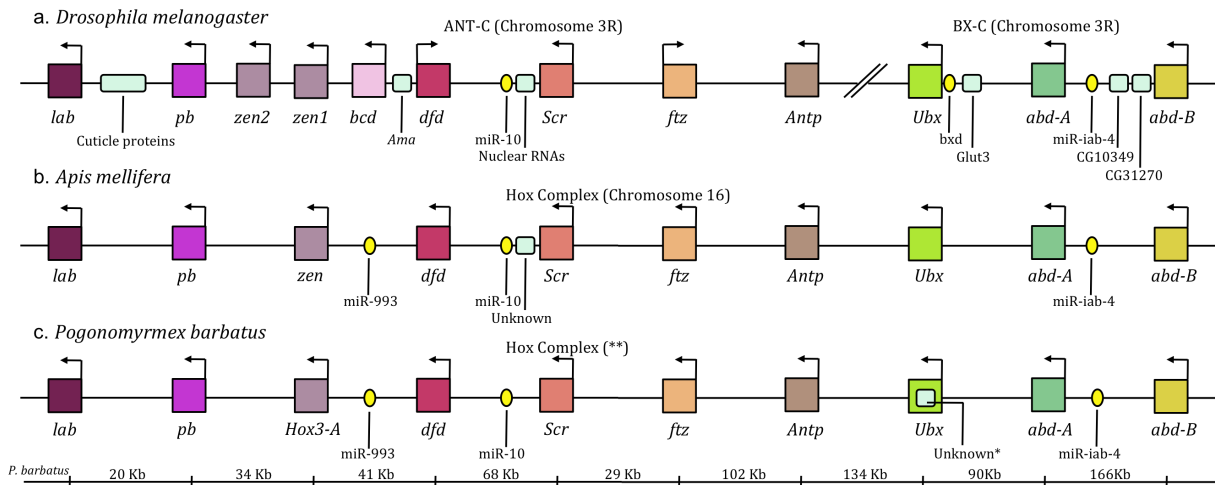 a. Drosophila melanogaster
ANT-C (Chromosome 3R)
BX-C (Chromosome 3R)
lab
pb
zen2
zen1
bcd
dfd
Scr
ftz
Antp
Ubx
abd-A
abd-B
Cuticle proteins
Ama
miR-10
Nuclear RNAs
bxd
Glut3
miR-iab-4
CG10349
CG31270
b. Apis mellifera
Hox Complex (Chromosome 16)
lab
pb
zen
dfd
Scr
ftz
Antp
Ubx
abd-A
abd-B
miR-993
miR-10
Unknown
miR-iab-4
c. Pogonomyrmex barbatus
Hox Complex (**)
lab
pb
Hox3-A
dfd
Scr
ftz
Antp
Ubx
abd-A
abd-B
miR-993
miR-10
Unknown*
miR-iab-4
P. barbatus
20 Kb
34 Kb
41 Kb
68 Kb
29 Kb
102 Kb
134 Kb
90Kb
166Kb